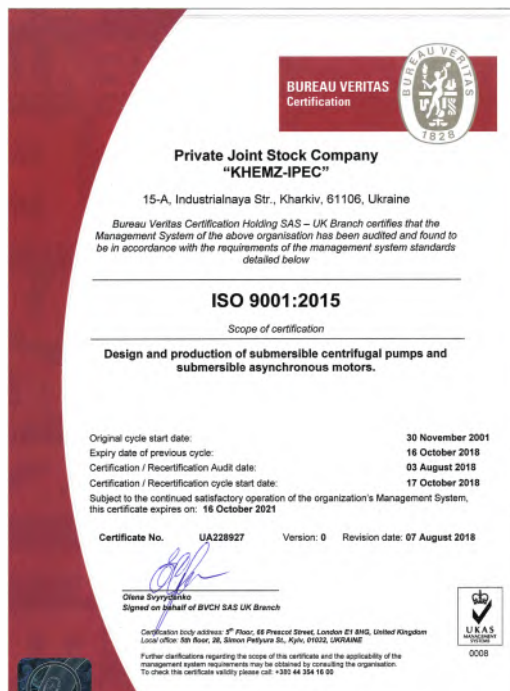 BUREAU VERITAS
Certification
BUREAU VERITAS
1828
Private Joint Stock Company
“KHEMZ-IPEC”
15-A, Industrialnaya Str., Kharkiv, 61106, Ukraine
Bureau Veritas Certification Holding SAS – UK Branch certifies that the
Management System of the above organisation has been audited and found to
be in accordance with the requirements of the management system standards
detailed below
ISO 9001:2015
Scope of certification
Design and production of submersible centrifugal pumps and
submersible asynchronous motors.
Original cycle start date: 30 November 2001
Expiry date of previous cycle: 16 October 2018
Certification / Recertification Audit date: 03 August 2018
Certification / Recertification cycle start date: 17 October 2018
Subject to the continued satisfactory operation of the organization's Management System,
this certificate expires on: 16 October 2021
Certificate No. UA228927 Version: 0 Revision date: 07 August 2018
Olena Svyrydenko
Signed on behalf of BVCH SAS UK Branch
Certification body address: 5th Floor, 66 Prescot Street, London E1 8HG, United Kingdom
Local office: 5th floor, 28, Simon Petlyura St., Kyiv, 01032, UKRAINE
Further clarifications regarding the scope of this certificate and the applicability of the
management system requirements may be obtained by consulting the organisation.
To check this certificate validity please call: +380 44 354 16 00
UKAS
MANAGEMENT
SYSTEMS
0008